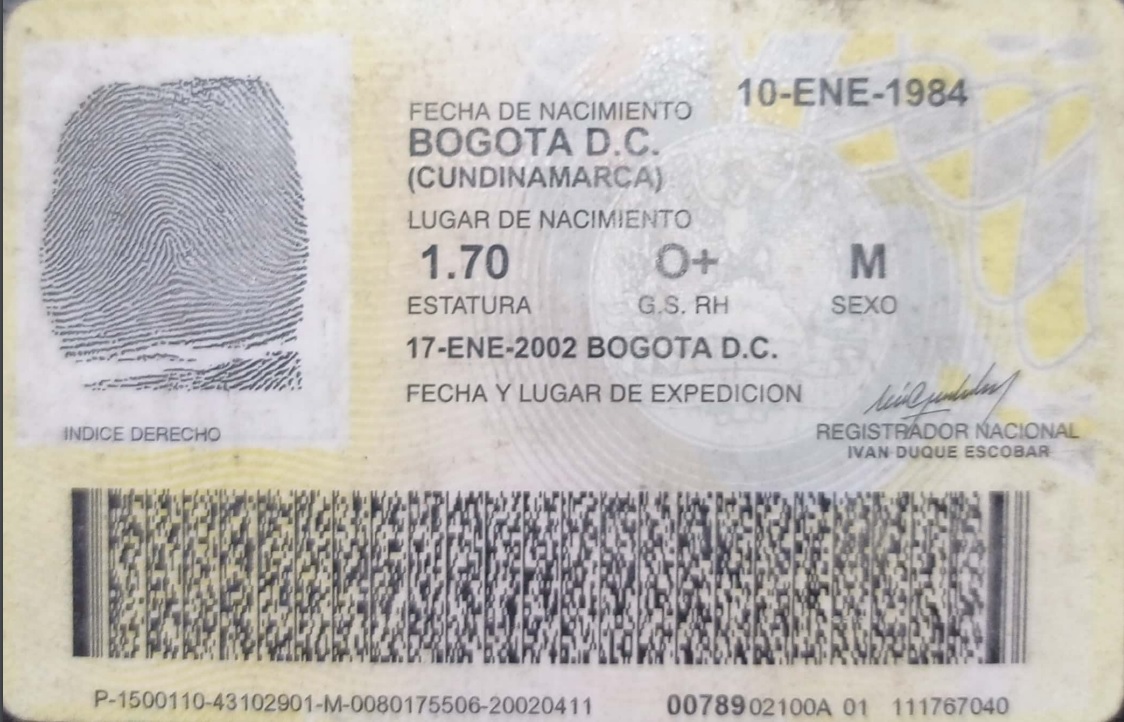 10-ENE-1984
FECHA DE NACIMIENTO
BOGOTA D.C.
(CUNDINAMARCA)
LUGAR DE NACIMIENTO
1.70 O+ M
ESTATURA G.S. RH SEXO
17-ENE-2002 BOGOTA D.C.
FECHA Y LUGAR DE EXPEDICION
INDICE DERECHO
REGISTRADOR NACIONAL
IVAN DUQUE ESCOBAR
P-1500110-43102901-M-0080175506-20020411 0078902100A 01 111767040